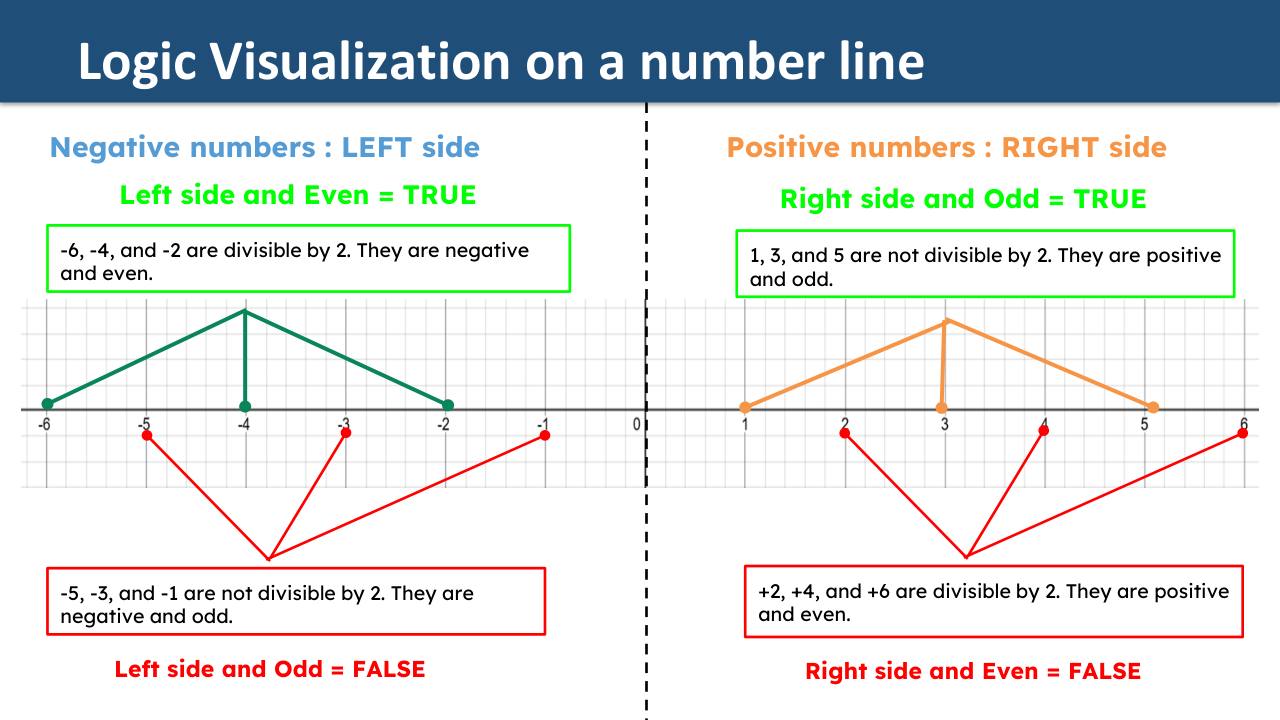 Logic Visualization on a number line
Negative numbers : LEFT side
Left side and Even = TRUE
-6, -4, and -2 are divisible by 2. They are negative
and even.
Positive numbers : RIGHT side
Right side and Odd = TRUE
1, 3, and 5 are not divisible by 2. They are positive
and odd.
-6 -5 -4 -3 -2 -1 0 1 2 3 4 5 6
-5, -3, and -1 are not divisible by 2. They are
negative and odd.
Left side and Odd = FALSE
+2, +4, and +6 are divisible by 2. They are positive
and even.
Right side and Even = FALSE